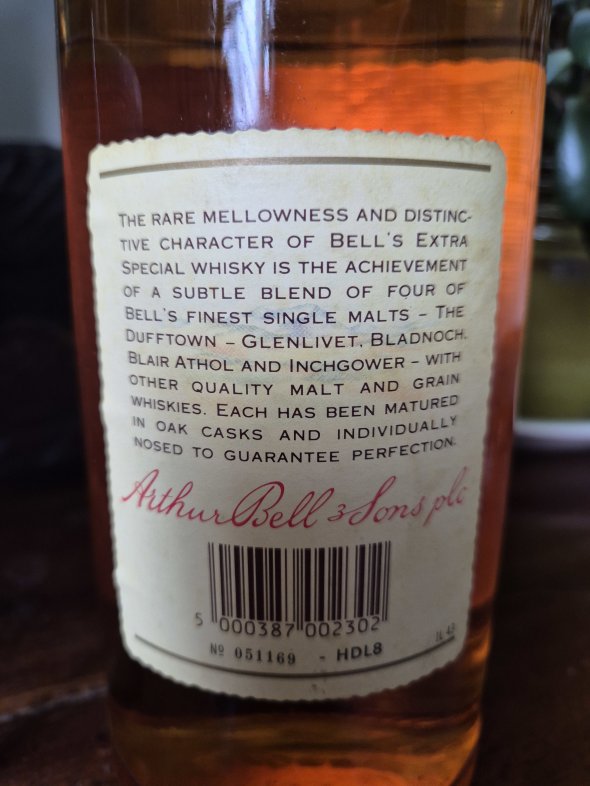 THE RARE MELLOWNESS AND DISTINC-
TIVE CHARACTER OF BELL'S EXTRA
SPECIAL WHISKY IS THE ACHIEVEMENT
OF A SUBTLE BLEND OF FOUR OF
BELL'S FINEST SINGLE MALTS – THE
DUFFTOWN – GLENLIVET, BLADNOCH,
BLAIR ATHOL AND INCHGOWER – WITH
OTHER QUALITY MALT AND GRAIN
WHISKIES. EACH HAS BEEN MATURED
IN OAK CASKS AND INDIVIDUALLY
NOSED TO GUARANTEE PERFECTION.
Arthur Bell & Sons plc
5 000387 002302
Nº 051169 - HDL8
1L 43